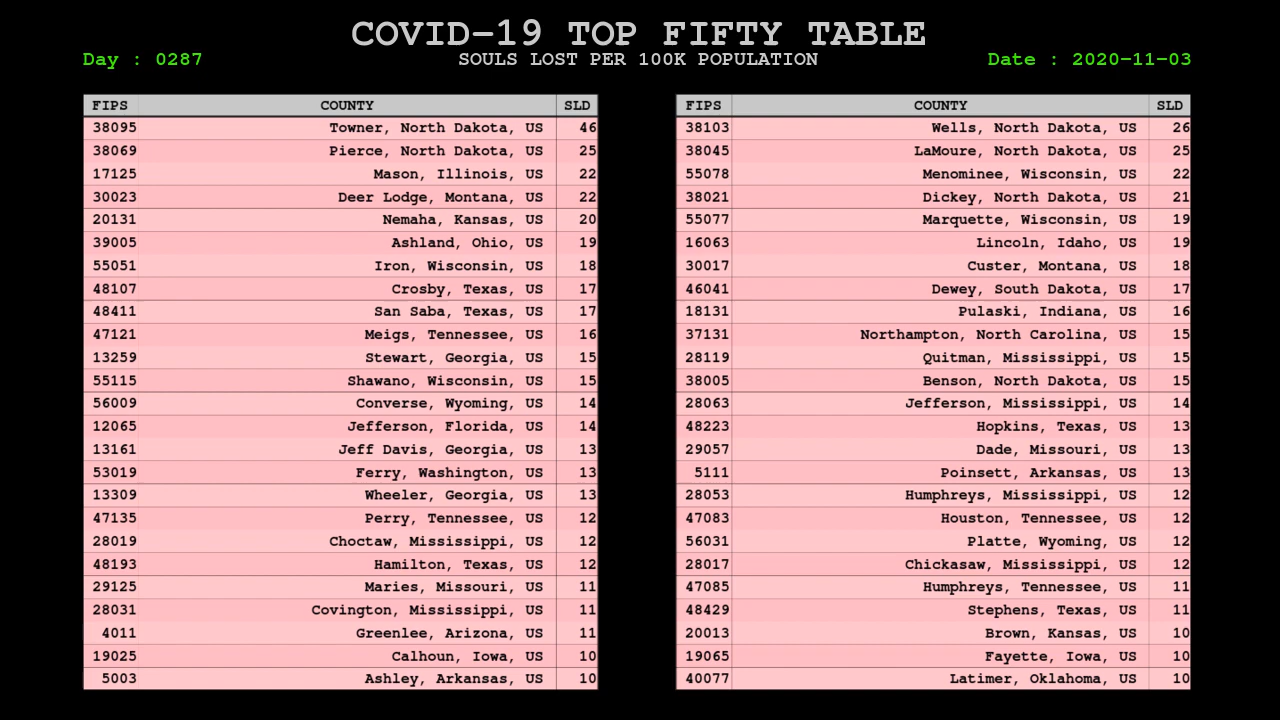 COVID-19 TOP FIFTY TABLE
Day : 0287 SOULS LOST PER 100K POPULATION Date : 2020-11-03
FIPS COUNTY SLD
38095 Towner, North Dakota, US 46
38069 Pierce, North Dakota, US 25
17125 Mason, Illinois, US 22
30023 Deer Lodge, Montana, US 22
20131 Nemaha, Kansas, US 20
39005 Ashland, Ohio, US 19
55051 Iron, Wisconsin, US 18
48107 Crosby, Texas, US 17
48411 San Saba, Texas, US 17
47121 Meigs, Tennessee, US 16
13259 Stewart, Georgia, US 15
55115 Shawano, Wisconsin, US 15
56009 Converse, Wyoming, US 14
12065 Jefferson, Florida, US 14
13161 Jeff Davis, Georgia, US 13
53019 Ferry, Washington, US 13
13309 Wheeler, Georgia, US 13
47135 Perry, Tennessee, US 12
28019 Choctaw, Mississippi, US 12
48193 Hamilton, Texas, US 12
29125 Maries, Missouri, US 11
28031 Covington, Mississippi, US 11
4011 Greenlee, Arizona, US 11
19025 Calhoun, Iowa, US 10
5003 Ashley, Arkansas, US 10
FIPS COUNTY SLD
38103 Wells, North Dakota, US 26
38045 LaMoure, North Dakota, US 25
55078 Menominee, Wisconsin, US 22
38021 Dickey, North Dakota, US 21
55077 Marquette, Wisconsin, US 19
16063 Lincoln, Idaho, US 19
30017 Custer, Montana, US 18
46041 Dewey, South Dakota, US 17
18131 Pulaski, Indiana, US 16
37131 Northampton, North Carolina, US 15
28119 Quitman, Mississippi, US 15
38005 Benson, North Dakota, US 15
28063 Jefferson, Mississippi, US 14
48223 Hopkins, Texas, US 13
29057 Dade, Missouri, US 13
5111 Poinsett, Arkansas, US 13
28053 Humphreys, Mississippi, US 12
47083 Houston, Tennessee, US 12
56031 Platte, Wyoming, US 12
28017 Chickasaw, Mississippi, US 12
47085 Humphreys, Tennessee, US 11
48429 Stephens, Texas, US 11
20013 Brown, Kansas, US 10
19065 Fayette, Iowa, US 10
40077 Latimer, Oklahoma, US 10